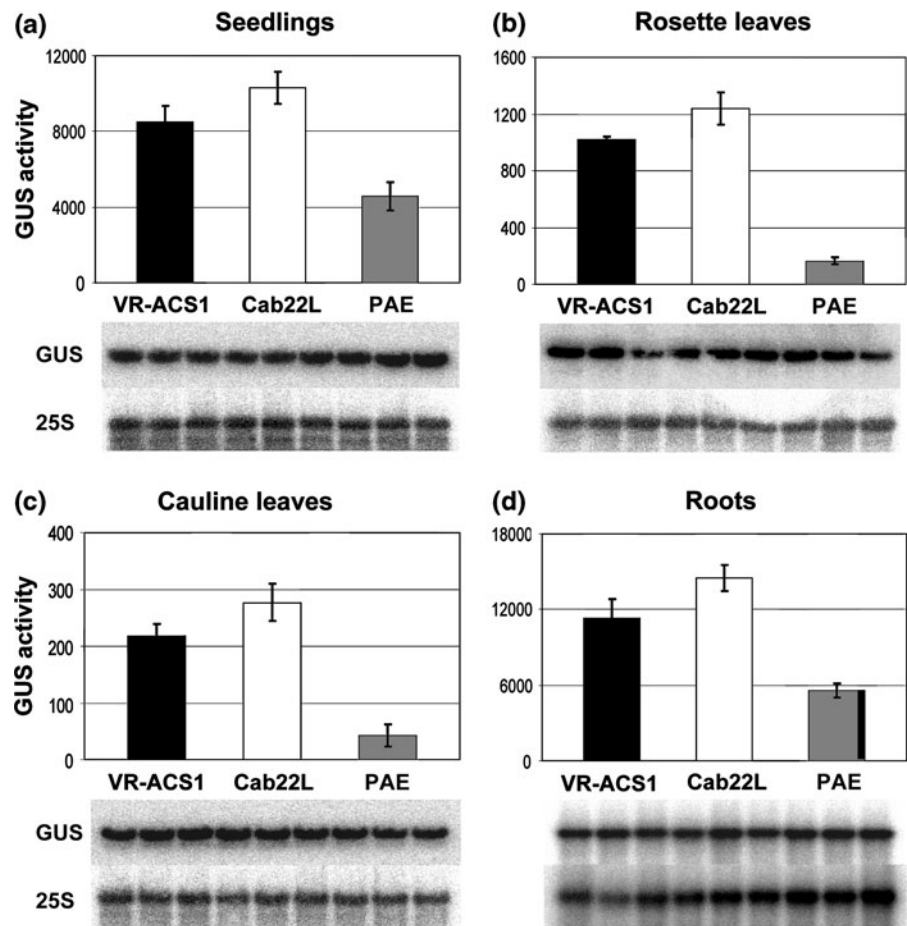 (a) Seedlings
12000
8000
4000
0
GUS activity
VR-ACS1 Cab22L PAE
GUS
25S
(b) Rosette leaves
1600
1200
800
400
0
VR-ACS1 Cab22L PAE
(c) Cauline leaves
400
300
200
100
0
GUS activity
VR-ACS1 Cab22L PAE
GUS
25S
(d) Roots
18000
12000
6000
0
VR-ACS1 Cab22L PAE